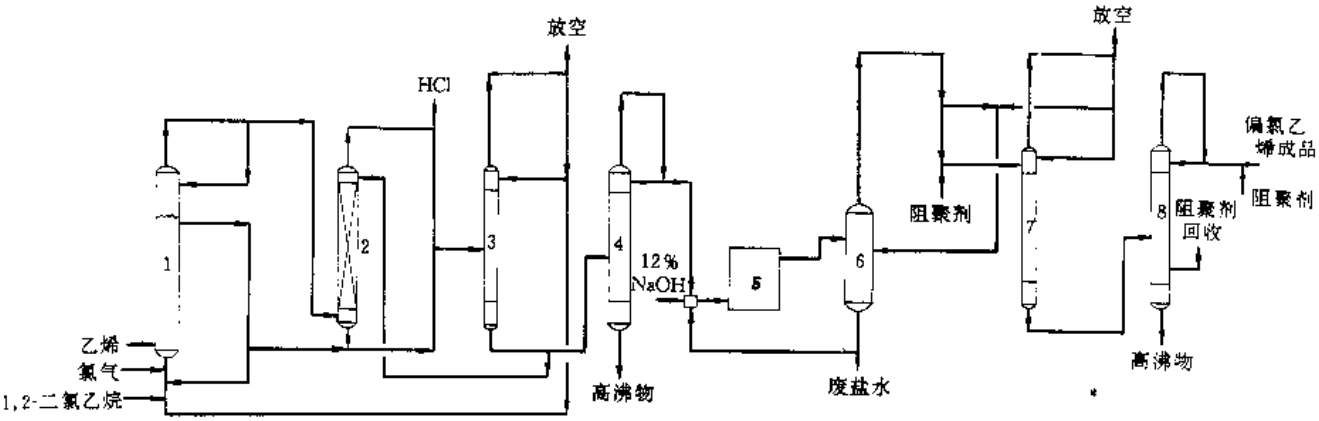 放空
放空
HCl
偏氯乙
烯成品
阻聚剂
阻聚剂
阻聚剂
回收
1
2
3
4
5
6
7
8
12%
NaOH
乙烯
氯气
1,2-二氯乙烷
高沸物
废盐水
高沸物